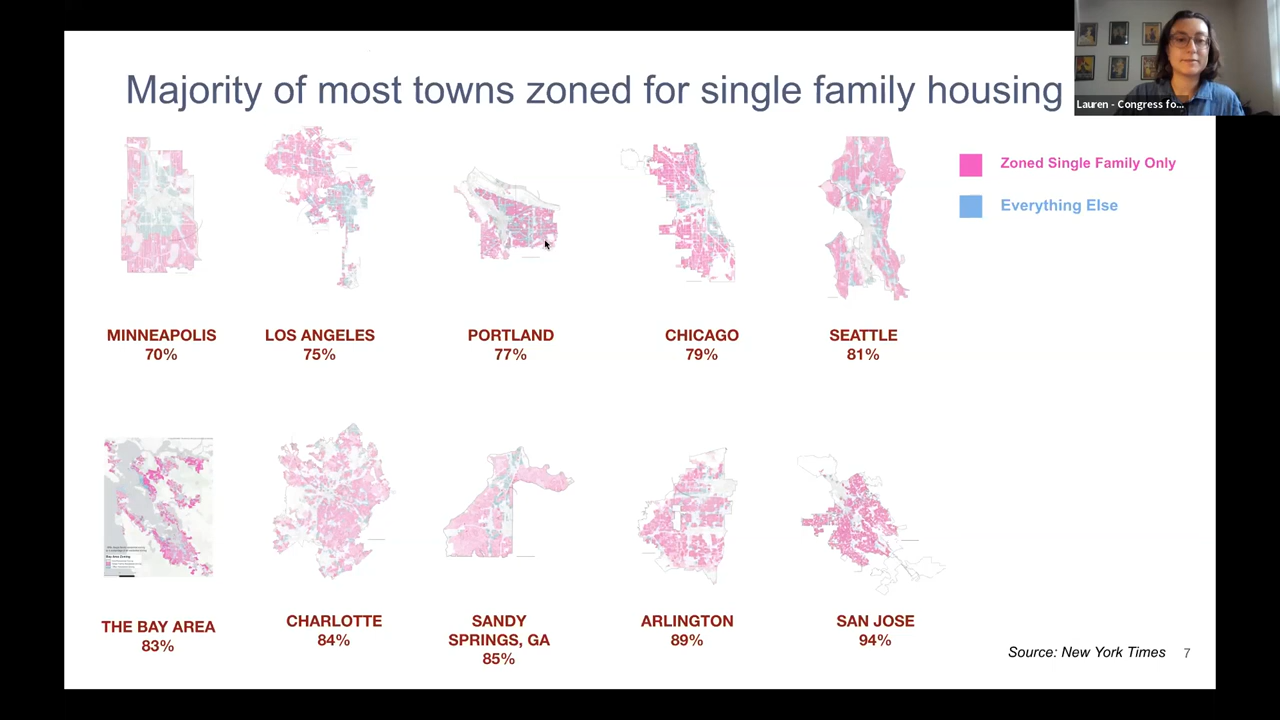 Majority of most towns zoned for single family housing
Lauren - Congress fo...
Zoned Single Family Only
Everything Else
MINNEAPOLIS
70%
LOS ANGELES
75%
PORTLAND
77%
CHICAGO
79%
SEATTLE
81%
THE BAY AREA
83%
CHARLOTTE
84%
SANDY
SPRINGS, GA
85%
ARLINGTON
89%
SAN JOSE
94%
Source: New York Times
7